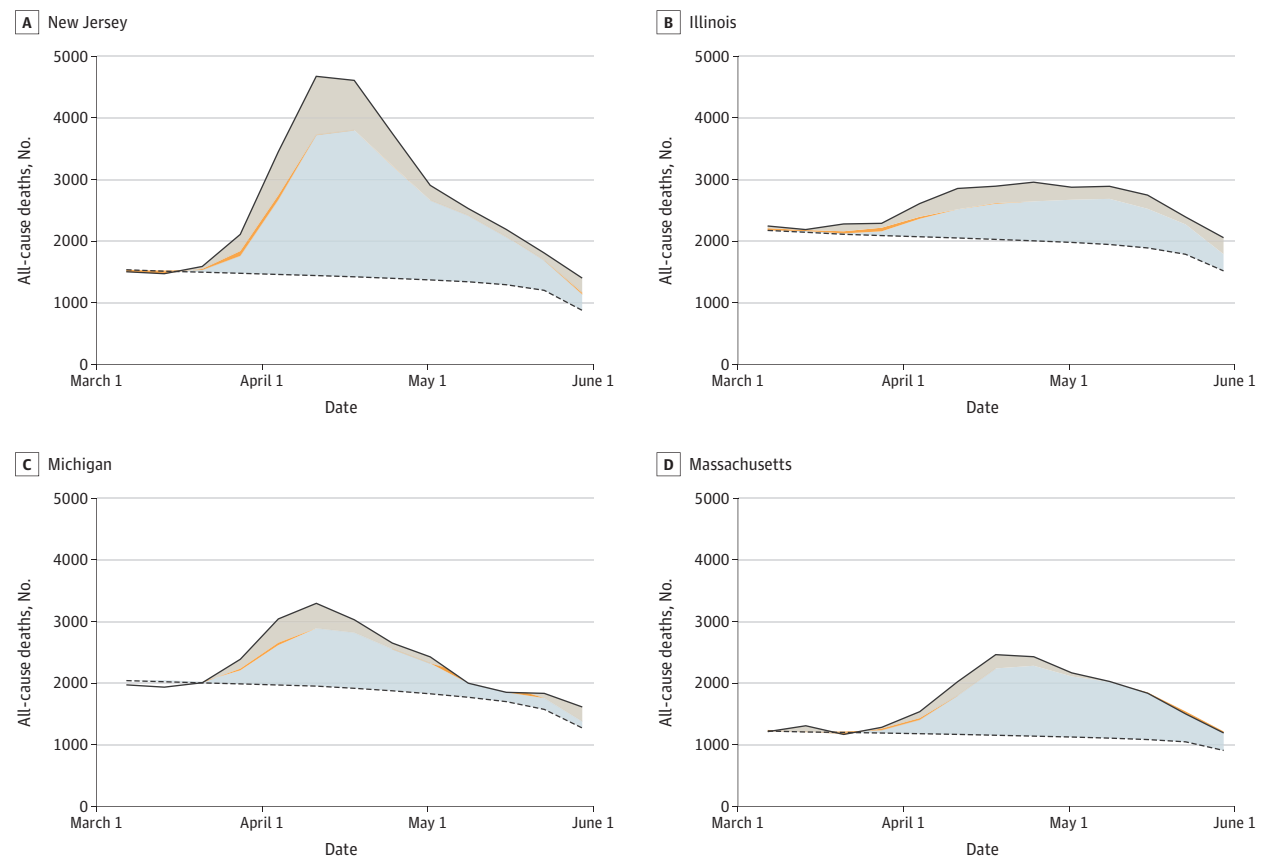 A New Jersey
All-cause deaths, No.
5000
4000
3000
2000
1000
0
March 1 April 1 May 1 June 1
Date
B Illinois
All-cause deaths, No.
5000
4000
3000
2000
1000
0
March 1 April 1 May 1 June 1
Date
C Michigan
All-cause deaths, No.
5000
4000
3000
2000
1000
0
March 1 April 1 May 1 June 1
Date
D Massachusetts
All-cause deaths, No.
5000
4000
3000
2000
1000
0
March 1 April 1 May 1 June 1
Date